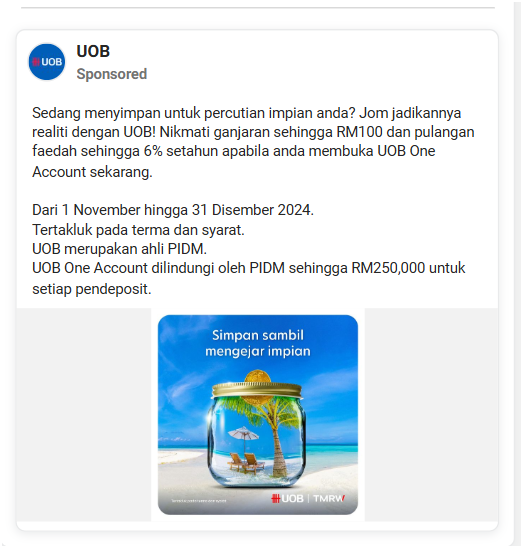 UOB
UOB
Sponsored
Sedang menyimpan untuk percutian impian anda? Jom jadikannya
realiti dengan UOB! Nikmati ganjaran sehingga RM100 dan pulangan
faedah sehingga 6% setahun apabila anda membuka UOB One
Account sekarang.
Dari 1 November hingga 31 Disember 2024.
Tertakluk pada terma dan syarat.
UOB merupakan ahli PIDM.
UOB One Account dilindungi oleh PIDM sehingga RM250,000 untuk
setiap pendeposit.
Simpan sambil
mengejar impian
UOB | TMRW